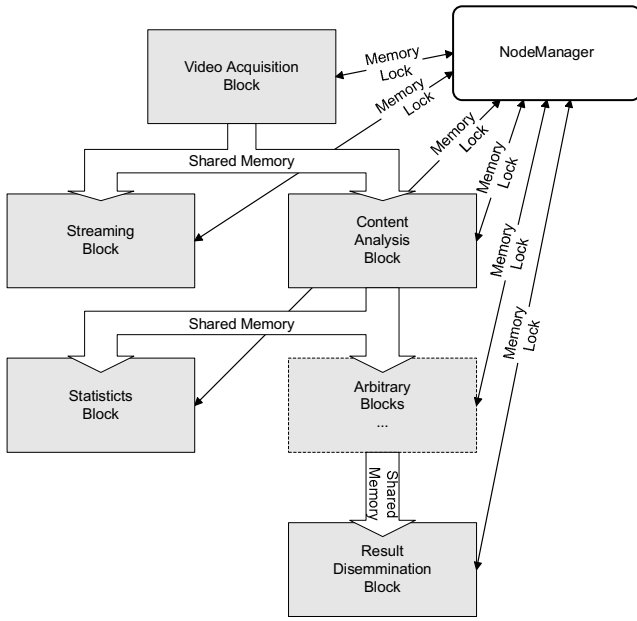 Video Acquisition
Block
Memory
Lock
NodeManager
Memory
Lock
Memory
Lock
Shared Memory
Memory
Lock
Streaming
Block
Content
Analysis
Block
Memory
Lock
Shared Memory
Memory
Lock
Statisticts
Block
Arbitrary
Blocks
...
Shared
Memory
Result
Disemmination
Block